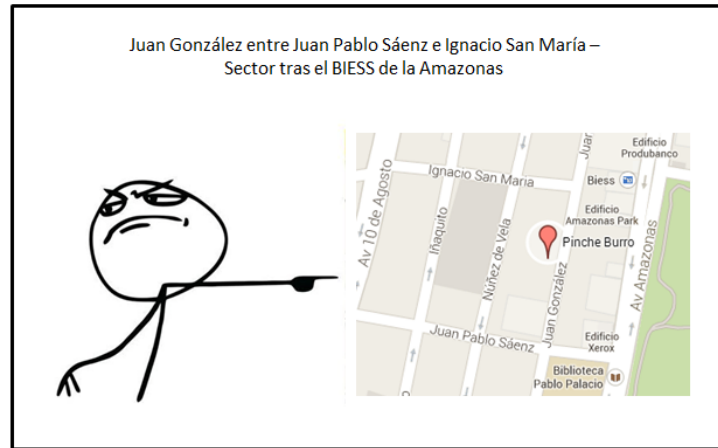 Juan González entre Juan Pablo Sáenz e Ignacio San María –
Sector tras el BIESS de la Amazonas
Edificio
Produbanco
Juan
Ignacio San Maria
Biess
Av 10 de Agosto
Edificio
Amazonas Park
Iñaquito
Núñez de Vela
Pinche Burro
Juan González
Av Amazonas
Juan Pablo Sáenz
Edificio
Xerox
Biblioteca
Pablo Palacio